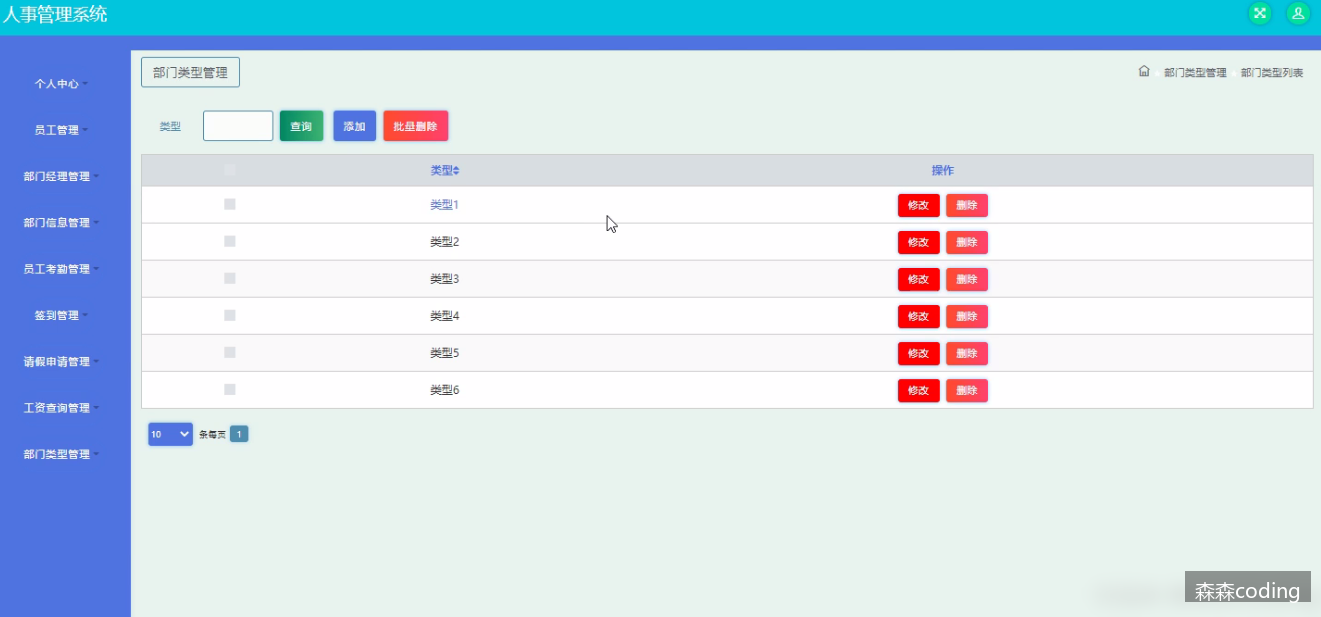 人事管理系统
个人中心
员工管理
部门经理管理
部门信息管理
员工考勤管理
签到管理
请假申请管理
工资查询管理
部门类型管理
部门类型管理
部门类型管理 部门类型列表
类型 查询 添加 批量删除
类型 操作
类型1 修改 删除
类型2 修改 删除
类型3 修改 删除
类型4 修改 删除
类型5 修改 删除
类型6 修改 删除
10 条每页 1
森森coding